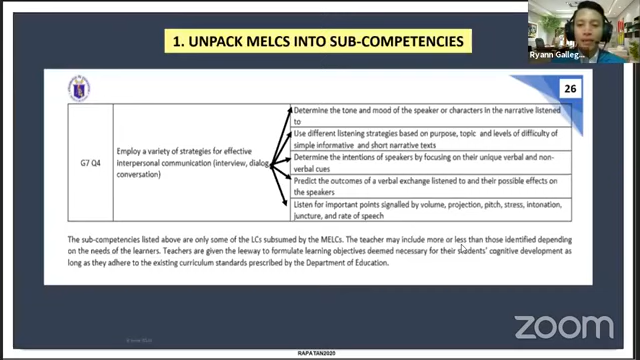 1. UNPACK MELCS INTO SUB-COMPETENCIES
Ryann Galleg...
26
G7 Q4
Employ a variety of strategies for effective
interpersonal communication (interview, dialog,
conversation)
Determine the tone and mood of the speaker or characters in the narrative listened
to
Use different listening strategies based on purpose, topic and levels of difficulty of
simple informative and short narrative texts
Determine the intentions of speakers by focusing on their unique verbal and non-
verbal cues
Predict the outcomes of a verbal exchange listened to and their possible effects on
the speakers
Listen for important points signalled by volume, projection, pitch, stress, intonation,
juncture, and rate of speech
The sub-competencies listed above are only some of the LCs subsumed by the MELCs. The teacher may include more or less than those identified depending
on the needs of the learners. Teachers are given the leeway to formulate learning objectives deemed necessary for their students' cognitive development as
long as they adhere to the existing curriculum standards prescribed by the Department of Education.
zoom
RAPATAN2020